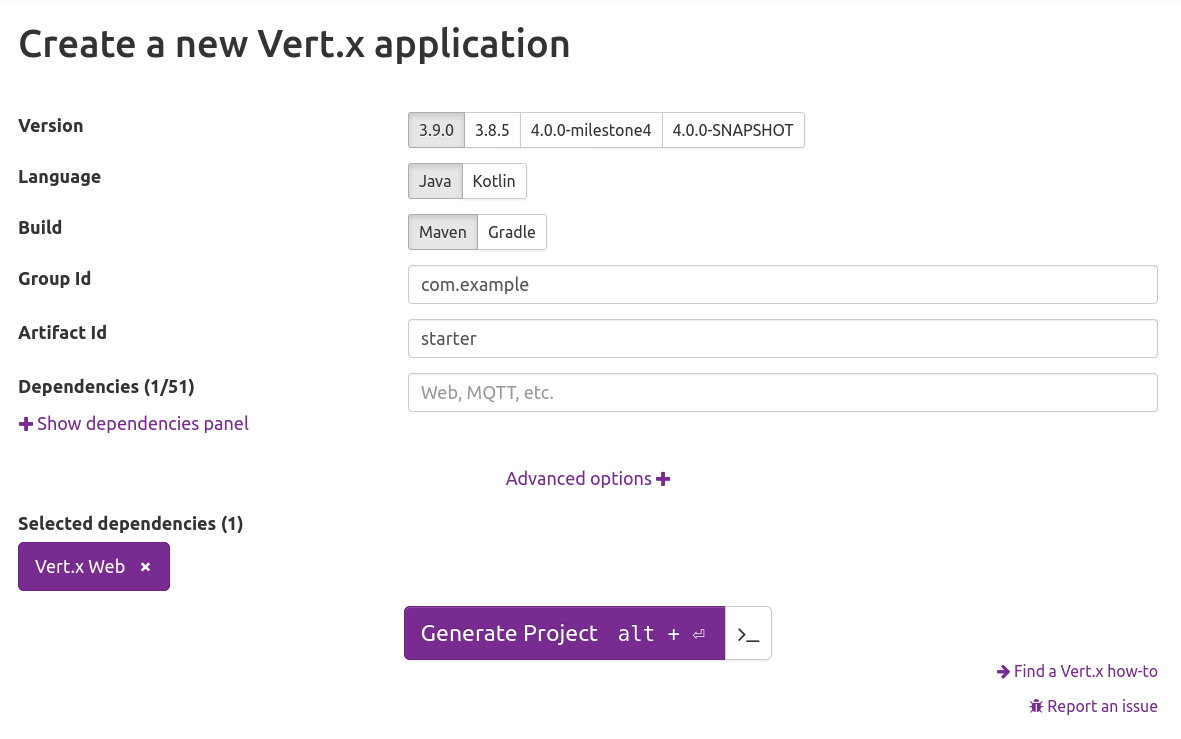 Create a new Vert.x application
Version
3.9.0 3.8.5 4.0.0-milestone4 4.0.0-SNAPSHOT
Language
Java Kotlin
Build
Maven Gradle
Group Id
com.example
Artifact Id
starter
Dependencies (1/51)
Web, MQTT, etc.
Show dependencies panel
Advanced options
Selected dependencies (1)
Vert.x Web ×
Generate Project alt + ⏎ >_
Find a Vert.x how-to
Report an issue